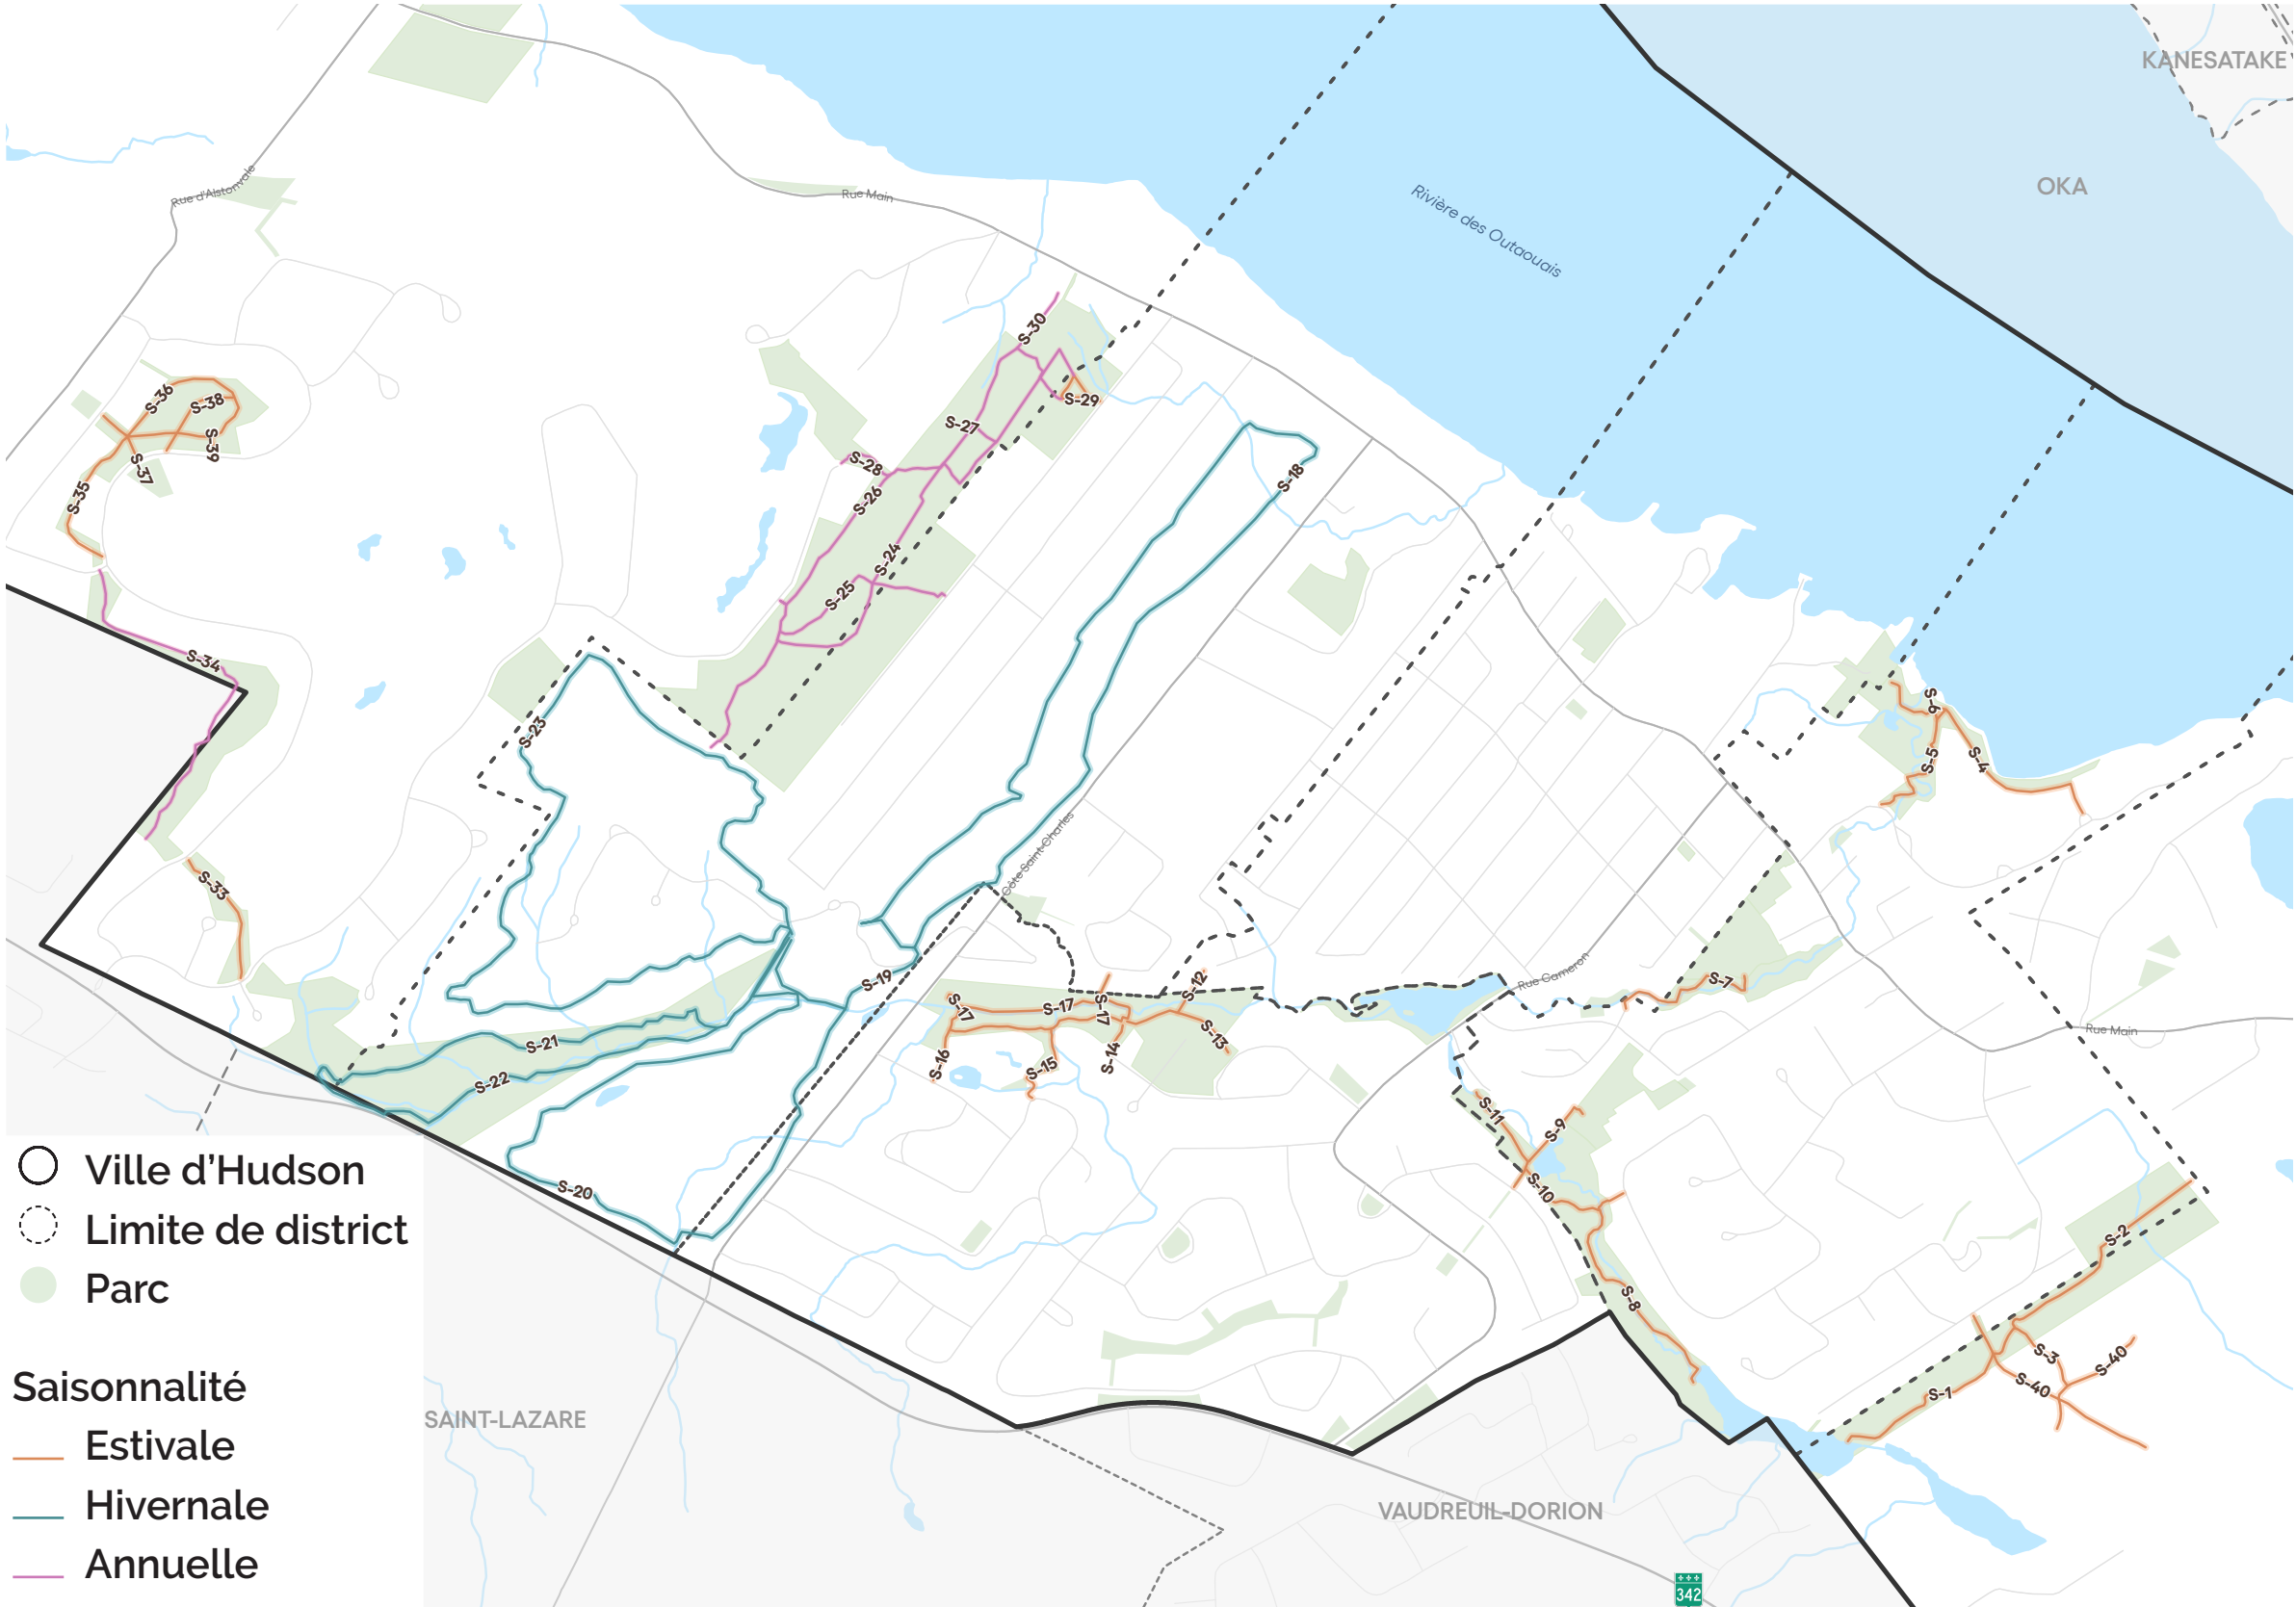 KANESATAKE
OKA
Rue d'Alstonvale
Rue Main
Rivière des Outaouais
S-30
S-29
S-36
S-38
S-39
S-37
S-35
S-27
S-28
S-26
S-24
S-25
S-18
S-34
S-23
S-6
S-5
S-4
Côte Saint-Charles
S-33
S-19
S-17
S-17
S-17
S-12
S-13
S-14
S-15
S-16
Rue Cameron
S-7
Rue Main
S-21
S-22
S-11
S-9
S-10
S-20
S-8
S-2
S-3
S-40
S-40
S-1
Ville d'Hudson
Limite de district
Parc
Saisonnalité
Estivale
Hivernale
Annuelle
SAINT-LAZARE
VAUDREUIL-DORION
342